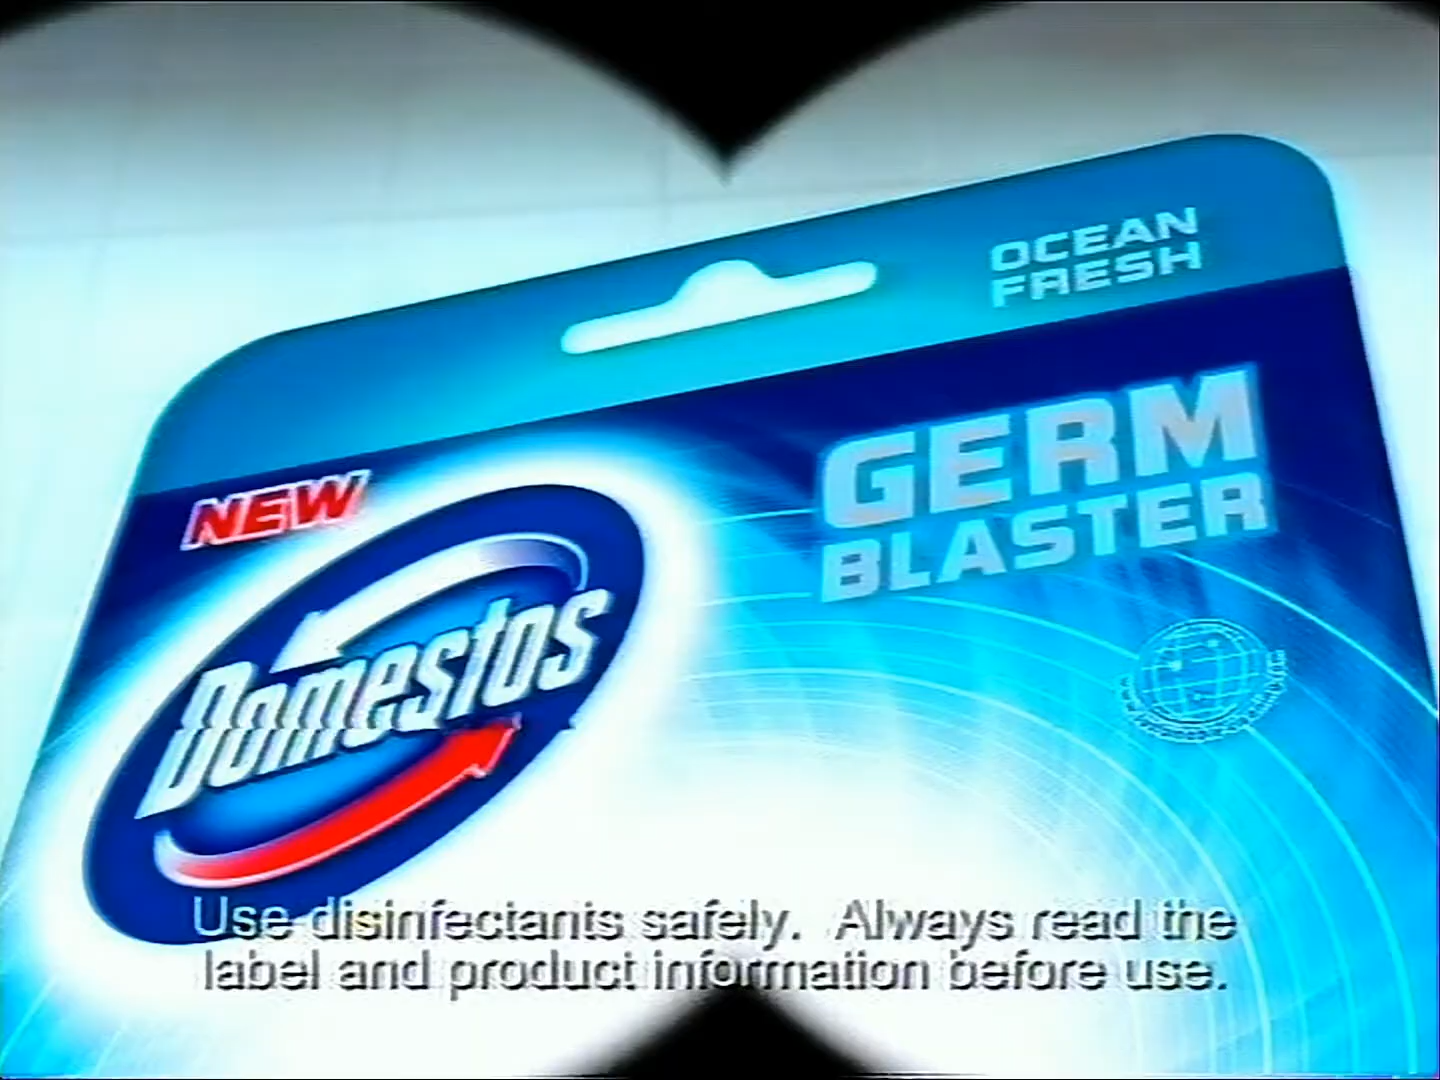 OCEAN
FRESH
GERM
BLASTER
NEW
Domestos
Use disinfectants safely.  Always read the
label and product information before use.